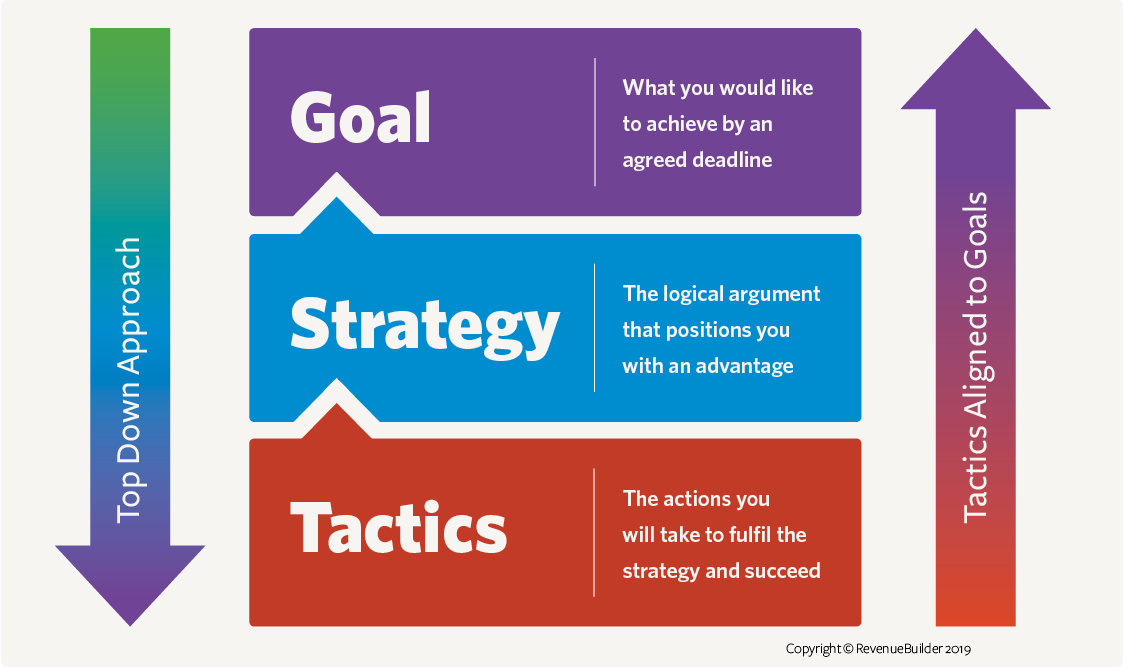 Top Down Approach
Goal
What you would like
to achieve by an
agreed deadline
Strategy
The logical argument
that positions you
with an advantage
Tactics
The actions you
will take to fulfil the
strategy and succeed
Tactics Aligned to Goals
Copyright © RevenueBuilder 2019